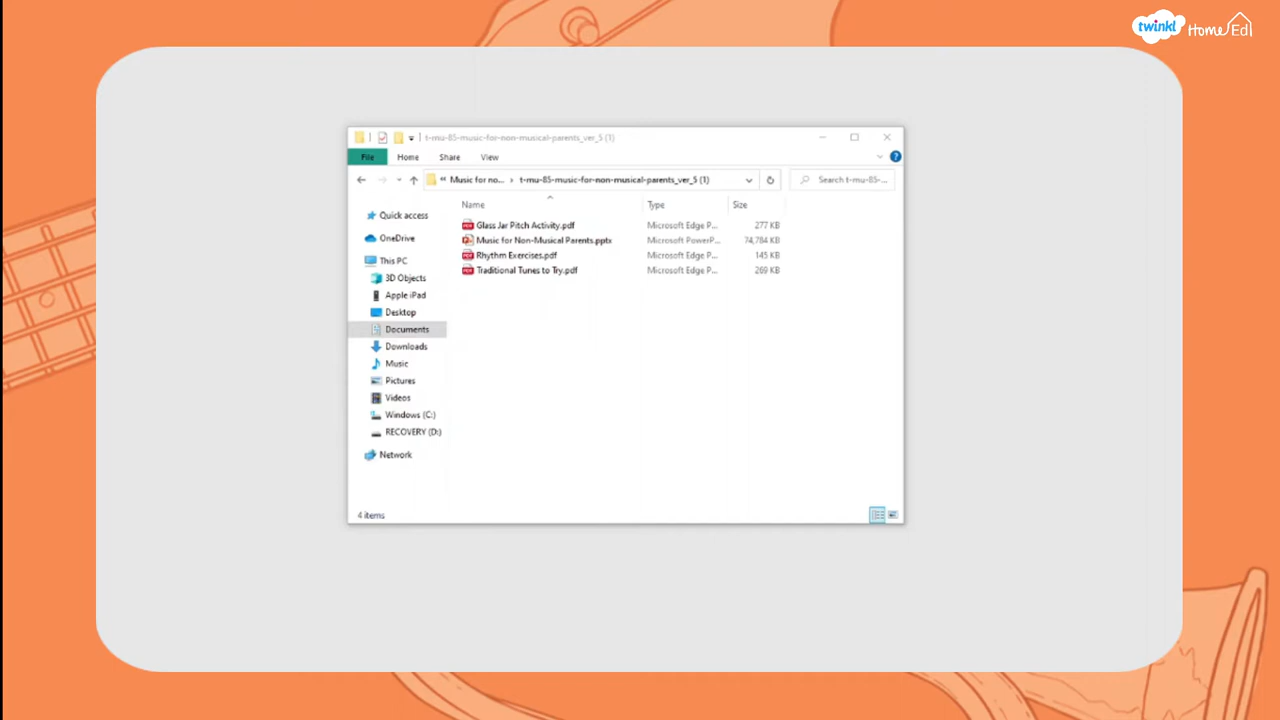 twinkl Home Ed
t-mu-85-music-for-non-musical-parents_ver_5 (1)
File Home Share View
Music for no... › t-mu-85-music-for-non-musical-parents_ver_5 (1) Search t-mu-85-...
Name Type Size
Quick access
OneDrive
This PC
3D Objects
Apple iPad
Desktop
Documents
Downloads
Music
Pictures
Videos
Windows (C:)
RECOVERY (D:)
Network
Glass Jar Pitch Activity.pdf Microsoft Edge P... 277 KB
Music for Non-Musical Parents.pptx Microsoft PowerP... 74,784 KB
Rhythm Exercises.pdf Microsoft Edge P... 145 KB
Traditional Tunes to Try.pdf Microsoft Edge P... 269 KB
4 items